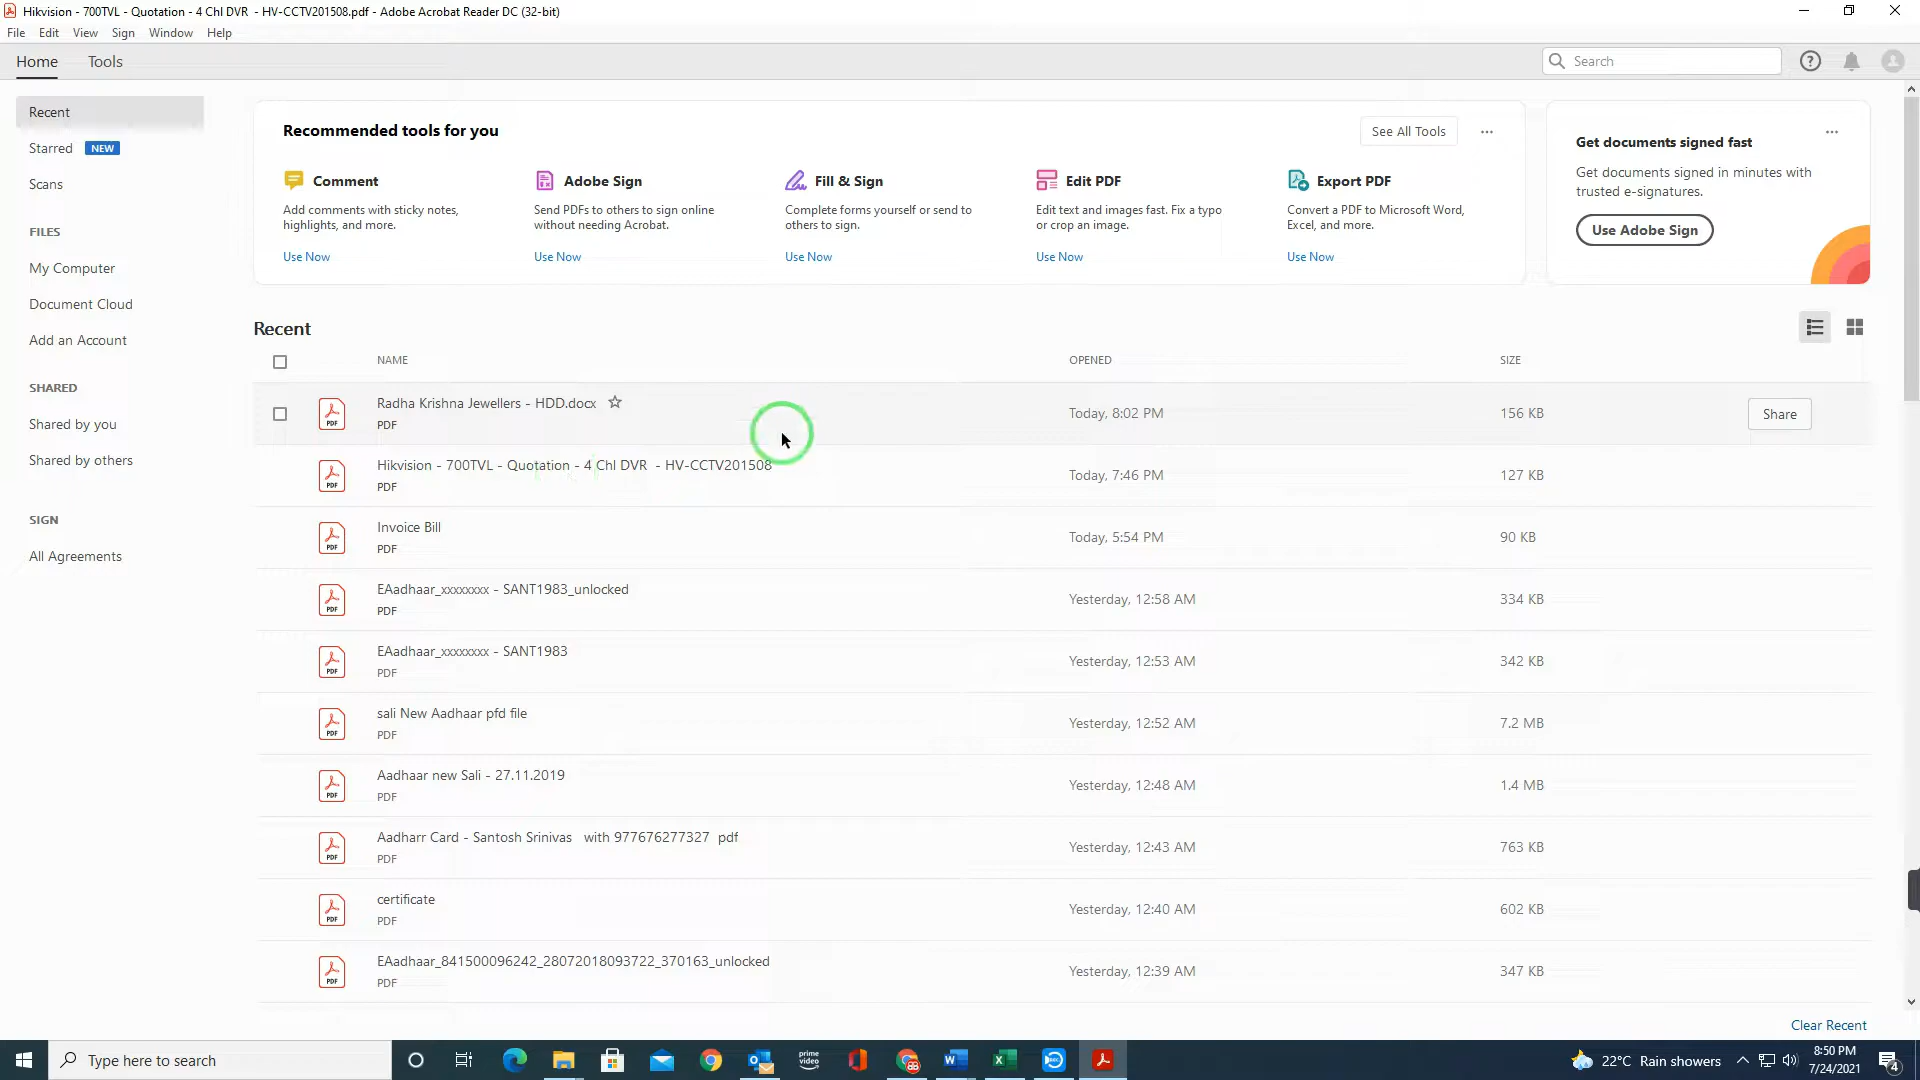 Hikvision - 700TVL - Quotation - 4 Chl DVR  - HV-CCTV201508.pdf - Adobe Acrobat Reader DC (32-bit)
File Edit View Sign Window Help
Home Tools
Search
Recent
Starred NEW
Scans
FILES
My Computer
Document Cloud
Add an Account
SHARED
Shared by you
Shared by others
SIGN
All Agreements
Recommended tools for you
See All Tools
Comment
Add comments with sticky notes,
highlights, and more.
Use Now
Adobe Sign
Send PDFs to others to sign online
without needing Acrobat.
Use Now
Fill & Sign
Complete forms yourself or send to
others to sign.
Use Now
Edit PDF
Edit text and images fast. Fix a typo
or crop an image.
Use Now
Export PDF
Convert a PDF to Microsoft Word,
Excel, and more.
Use Now
Get documents signed fast
Get documents signed in minutes with
trusted e-signatures.
Use Adobe Sign
Recent
NAME OPENED SIZE
Radha Krishna Jewellers - HDD.docx
PDF
Today, 8:02 PM 156 KB Share
Hikvision - 700TVL - Quotation - 4 Chl DVR  - HV-CCTV201508
PDF
Today, 7:46 PM 127 KB
Invoice Bill
PDF
Today, 5:54 PM 90 KB
EAadhaar_xxxxxxxx - SANT1983_unlocked
PDF
Yesterday, 12:58 AM 334 KB
EAadhaar_xxxxxxxx - SANT1983
PDF
Yesterday, 12:53 AM 342 KB
sali New Aadhaar pfd file
PDF
Yesterday, 12:52 AM 7.2 MB
Aadhaar new Sali - 27.11.2019
PDF
Yesterday, 12:48 AM 1.4 MB
Aadharr Card - Santosh Srinivas   with 977676277327  pdf
PDF
Yesterday, 12:43 AM 763 KB
certificate
PDF
Yesterday, 12:40 AM 602 KB
EAadhaar_841500096242_28072018093722_370163_unlocked
PDF
Yesterday, 12:39 AM 347 KB
Clear Recent
Type here to search
prime video
22°C Rain showers
8:50 PM
7/24/2021
4